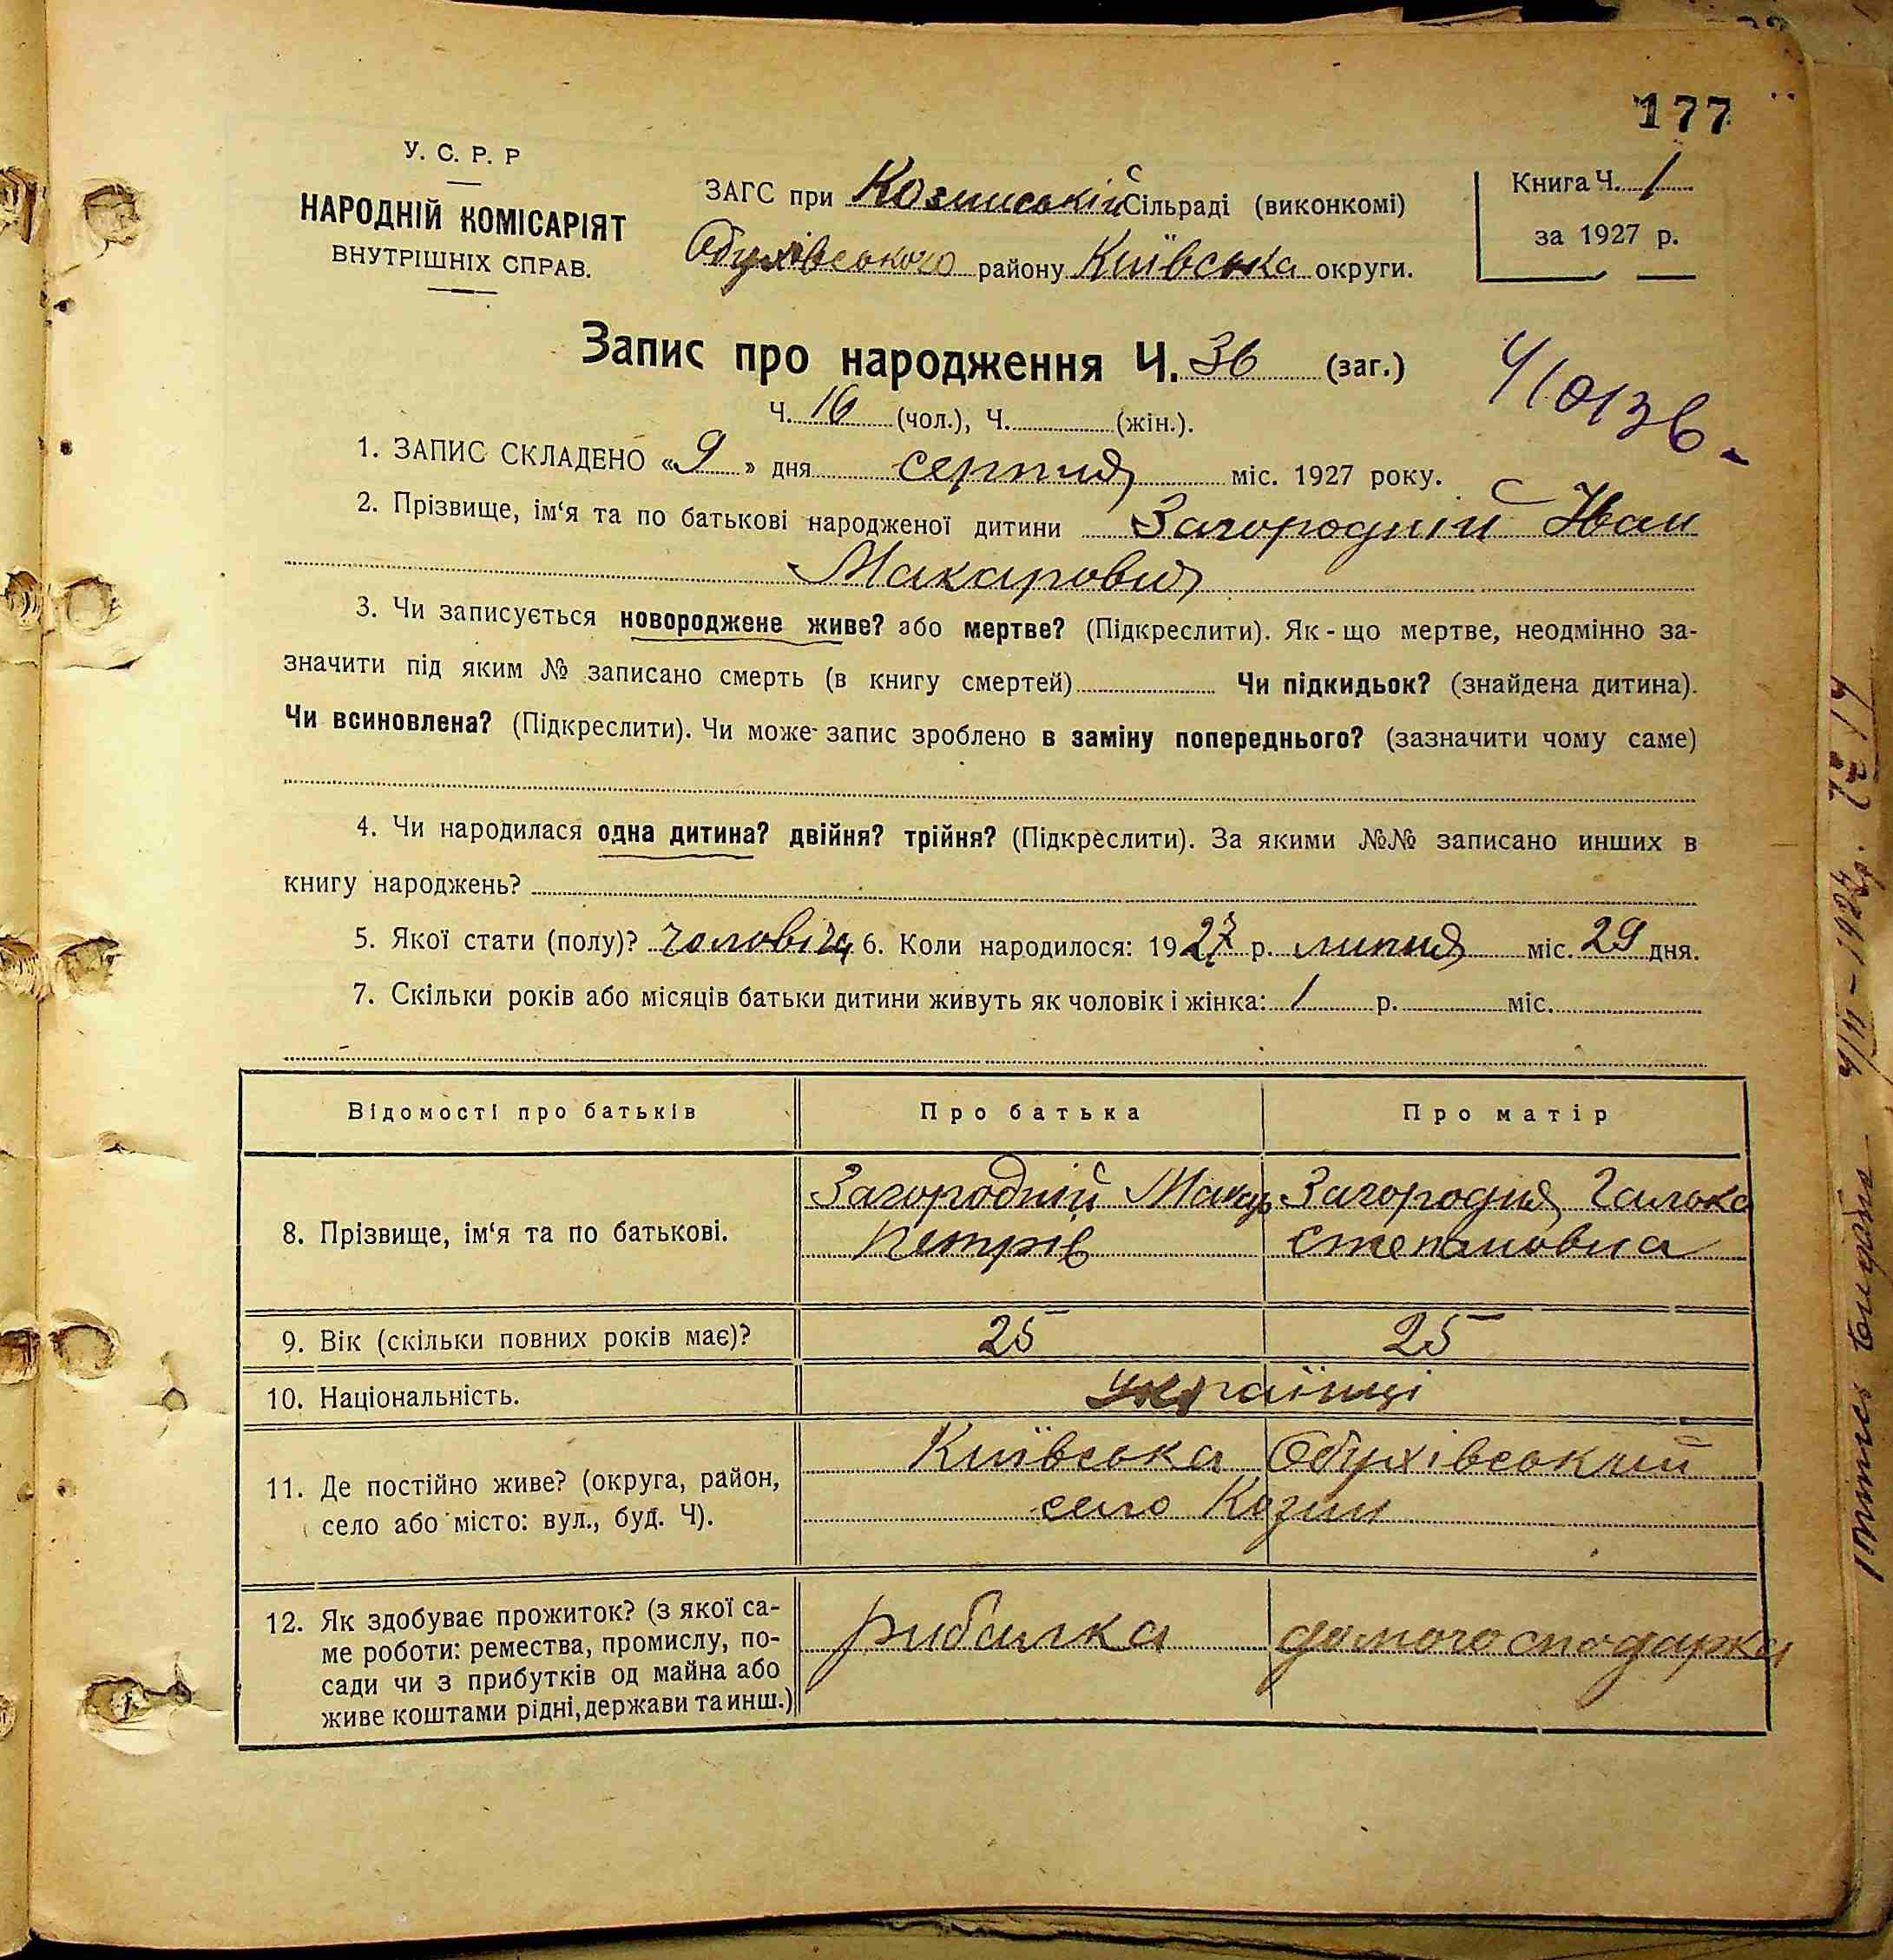 177
У. С. Р. Р
НАРОДНІЙ КОМІСАРІЯТ
ВНУТРІШНІХ СПРАВ.
ЗАГС при Козинській Сільраді (виконкомі)
Обухівського району Київська округи.
Книга Ч. 1
за 1927 р.
Запис про народження Ч. 36 (заг.)
Ч. 16 (чол.), Ч. (жін.).
1. ЗАПИС СКЛАДЕНО «9» дня серпня міс. 1927 року.
2. Прізвище, ім‘я та по батькові народженої дитини Загородній Іван
Макарович
3. Чи записується новороджене живе? або мертве? (Підкреслити). Як-що мертве, неодмінно за-
значити під яким № записано смерть (в книгу смертей) Чи підкидьок? (знайдена дитина).
Чи всиновлена? (Підкреслити). Чи може запис зроблено в заміну попереднього? (зазначити чому саме)
4. Чи народилася одна дитина? двійня? трійня? (Підкреслити). За якими №№ записано инших в
книгу народжень?
5. Якої стати (полу)? чоловіча 6. Коли народилося: 1927 р. липня міс. 29 дня.
7. Скільки років або місяців батьки дитини живуть як чоловік і жінка: 1 р. міс.
Відомості про батьків Про батька Про матір
8. Прізвище, ім‘я та по батькові.
Загородній Макар Загородня
Петрів Степановна
9. Вік (скільки повних років має)? 25 25
10. Національність. українці
11. Де постійно живе? (округа, район,
село або місто: вул., буд. Ч).
Київська Обухівський
село Козин
12. Як здобуває прожиток? (з якої са-
ме роботи: ремества, промислу, по-
сади чи з прибутків од майна або
живе коштами рідні, держави та инш.)
рибалка домогосподарка